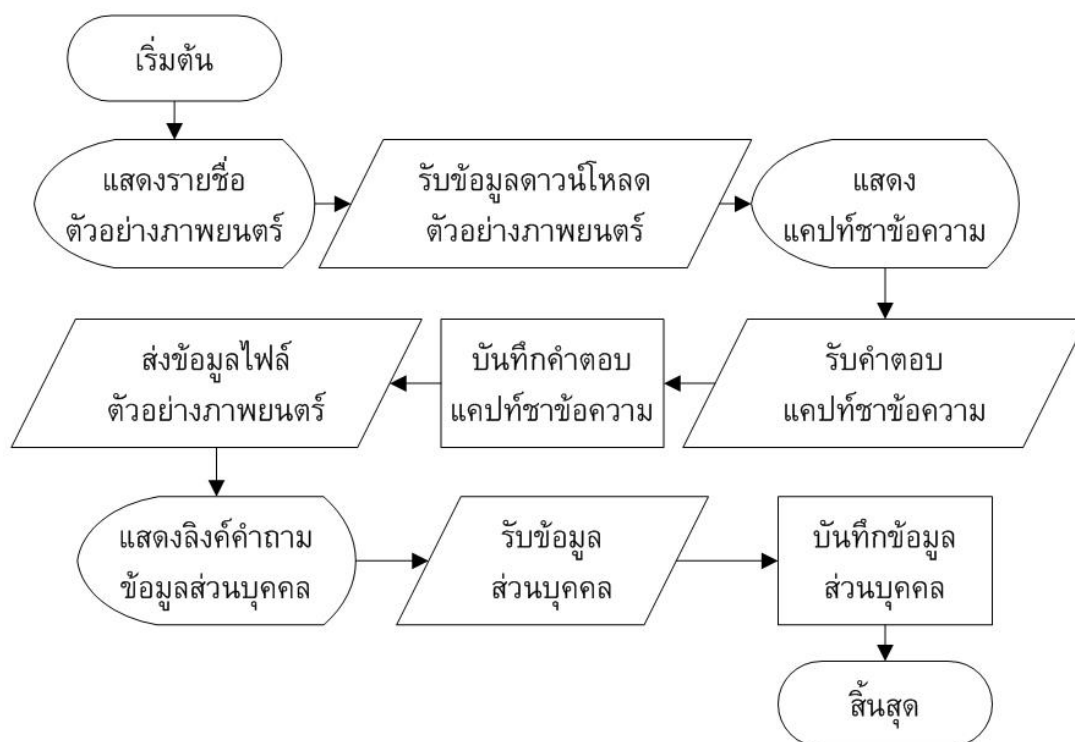 เริ่มต้น
แสดงรายชื่อ
ตัวอย่างภาพยนตร์
รับข้อมูลดาวน์โหลด
ตัวอย่างภาพยนตร์
แสดง
แคปท์ชาข้อความ
รับคำตอบ
แคปท์ชาข้อความ
บันทึกคำตอบ
แคปท์ชาข้อความ
ส่งข้อมูลไฟล์
ตัวอย่างภาพยนตร์
แสดงลิงค์คำถาม
ข้อมูลส่วนบุคคล
รับข้อมูล
ส่วนบุคคล
บันทึกข้อมูล
ส่วนบุคคล
สิ้นสุด